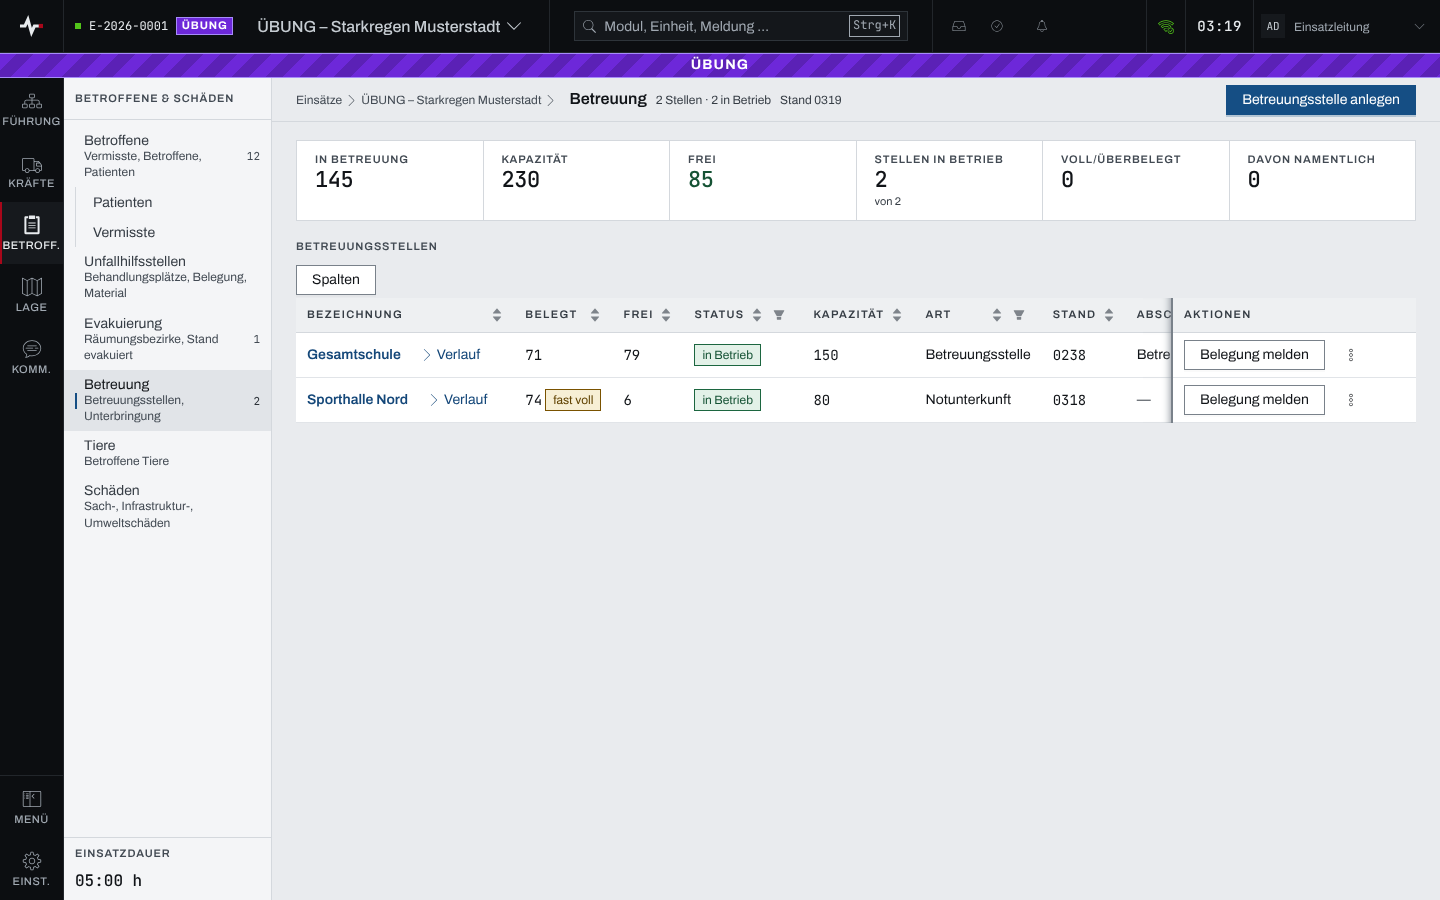 E-2026-0001 ÜBUNG ÜBUNG – Starkregen Musterstadt Modul, Einheit, Meldung ... Strg+K 03:19 AD Einsatzleitung
ÜBUNG
FÜHRUNG
KRÄFTE
BETROFF.
LAGE
KOMM.
MENÜ
EINST.
BETROFFENE & SCHÄDEN
Betroffene
Vermisste, Betroffene, 12
Patienten
Patienten
Vermisste
Unfallhilfsstellen
Behandlungsplätze, Belegung,
Material
Evakuierung
Räumungsbezirke, Stand 1
evakuiert
Betreuung
Betreuungsstellen, 2
Unterbringung
Tiere
Betroffene Tiere
Schäden
Sach-, Infrastruktur-,
Umweltschäden
EINSATZDAUER
05:00 h
Einsätze ÜBUNG – Starkregen Musterstadt Betreuung 2 Stellen · 2 in Betrieb Stand 0319 Betreuungsstelle anlegen
IN BETREUUNG KAPAZITÄT FREI STELLEN IN BETRIEB VOLL/ÜBERBELEGT DAVON NAMENTLICH
145 230 85 2 0 0
von 2
BETREUUNGSSTELLEN
Spalten
BEZEICHNUNG BELEGT FREI STATUS KAPAZITÄT ART STAND ABSC AKTIONEN
Gesamtschule Verlauf 71 79 in Betrieb 150 Betreuungsstelle 0238 Betre Belegung melden
Sporthalle Nord Verlauf 74 fast voll 6 in Betrieb 80 Notunterkunft 0318 — Belegung melden